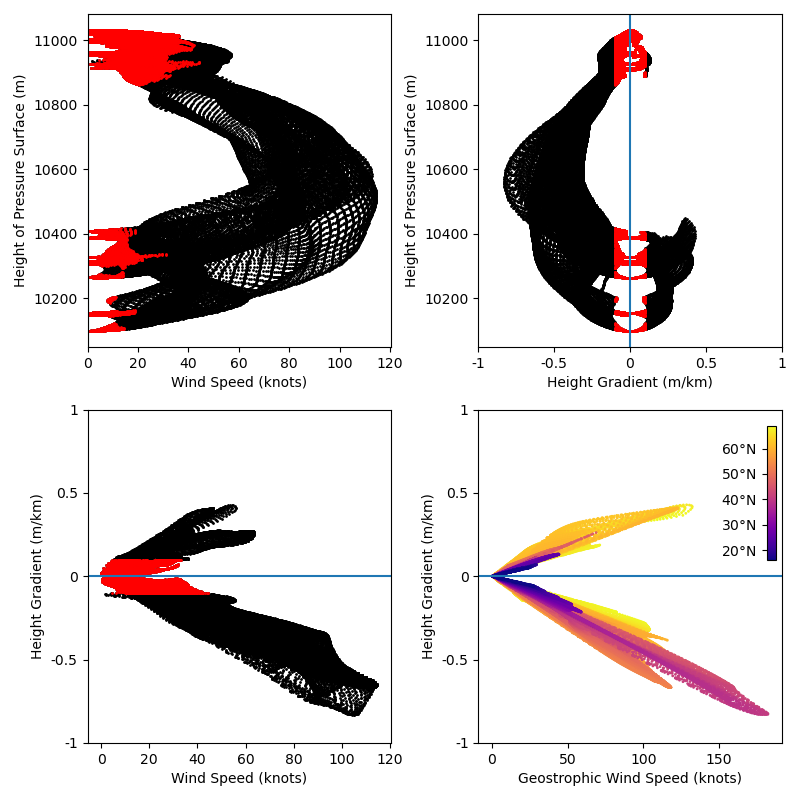 11000
10800
10600
10400
10200
Height of Pressure Surface (m)
0 20 40 60 80 100 120
Wind Speed (knots)
11000
10800
10600
10400
10200
Height of Pressure Surface (m)
-1 -0.5 0 0.5 1
Height Gradient (m/km)
1
0.5
0
-0.5
-1
Height Gradient (m/km)
0 20 40 60 80 100 120
Wind Speed (knots)
1
0.5
0
-0.5
-1
Height Gradient (m/km)
60°N
50°N
40°N
30°N
20°N
0 50 100 150
Geostrophic Wind Speed (knots)